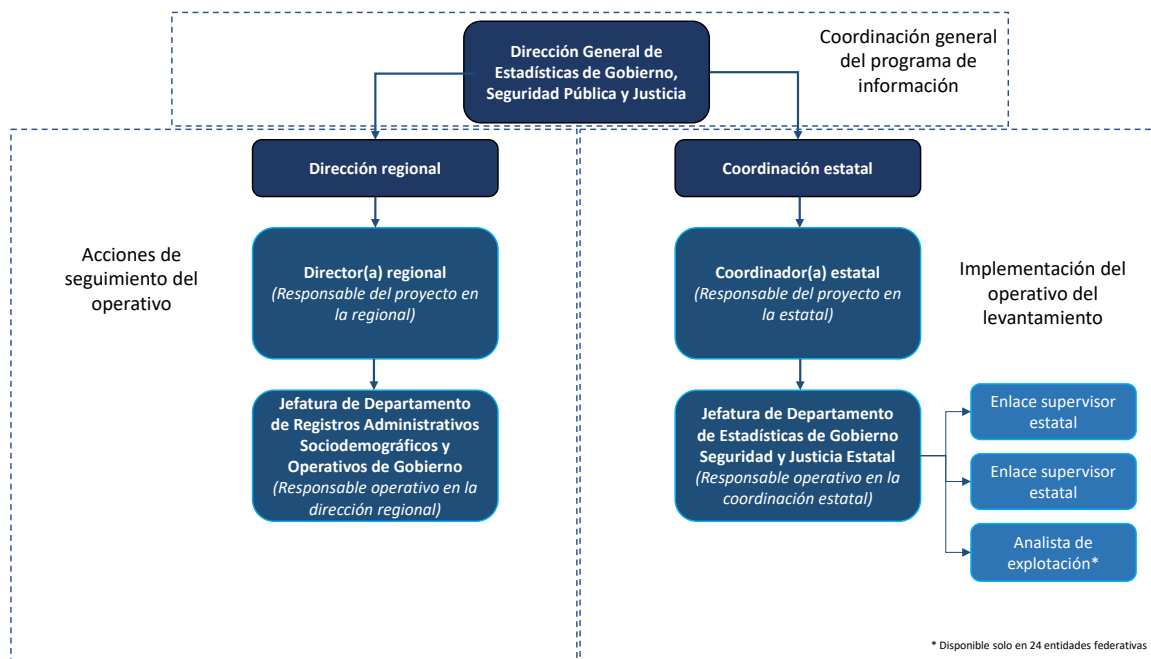 Dirección General de
Estadísticas de Gobierno,
Seguridad Pública y Justicia
Coordinación general
del programa de
información
Dirección regional
Coordinación estatal
Acciones de
seguimiento del
operativo
Director(a) regional
(Responsable del proyecto en
la regional)
Coordinador(a) estatal
(Responsable del proyecto en
la estatal)
Implementación del
operativo del
levantamiento
Jefatura de Departamento
de Registros Administrativos
Sociodemográficos y
Operativos de Gobierno
(Responsable operativo en la
dirección regional)
Jefatura de Departamento
de Estadísticas de Gobierno
Seguridad y Justicia Estatal
(Responsable operativo en la
coordinación estatal)
Enlace supervisor
estatal
Enlace supervisor
estatal
Analista de
explotación*
* Disponible solo en 24 entidades federativas